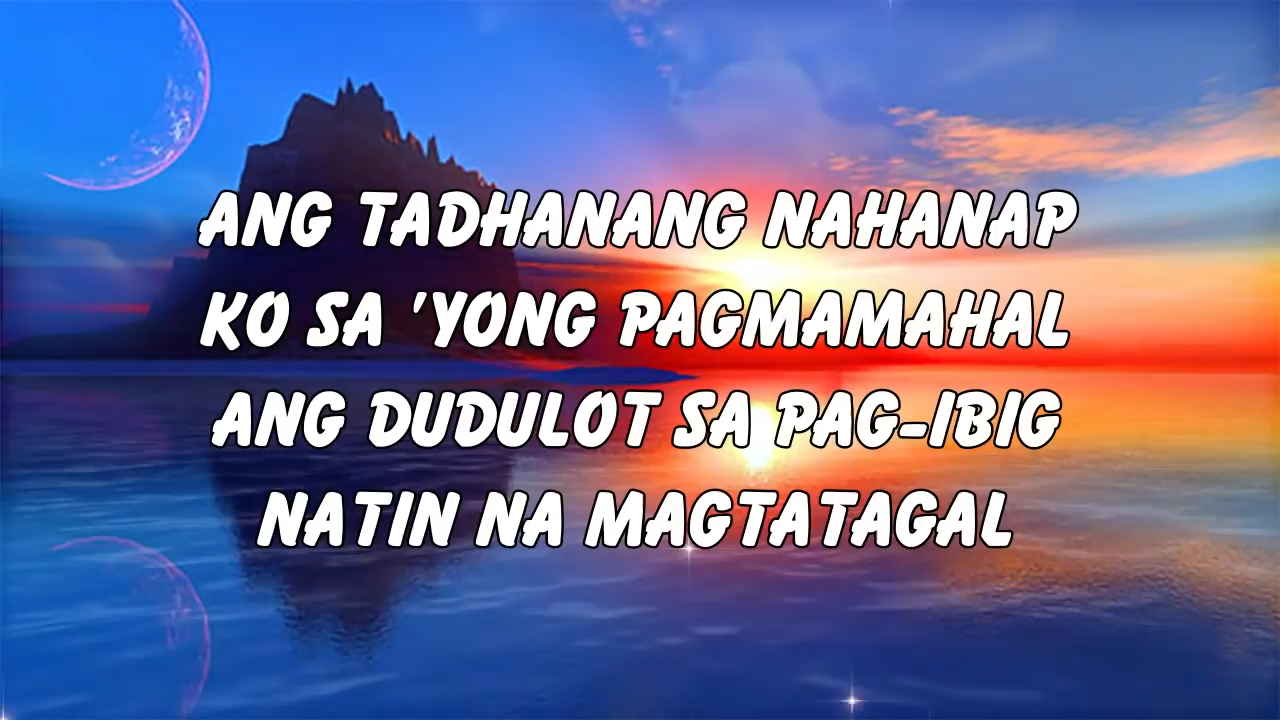 ANG TADHANANG NAHANAP
KO SA 'YONG PAGMAMAHAL
ANG DUDULOT SA PAG-IBIG
NATIN NA MAGTATAGAL